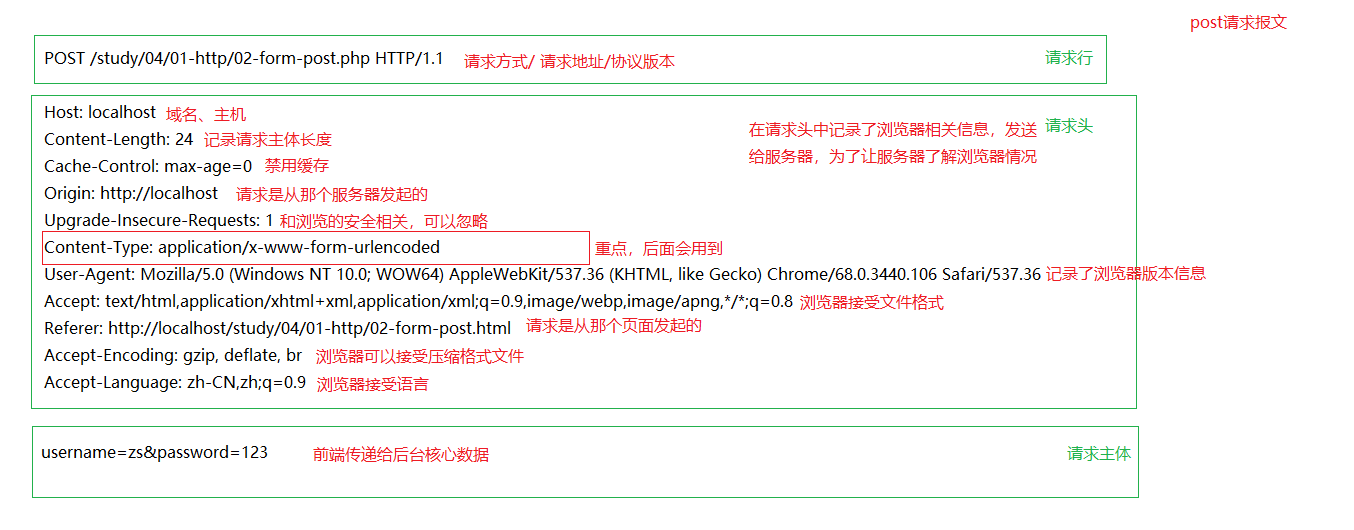 post请求报文
POST /study/04/01-http/02-form-post.php HTTP/1.1 请求方式/ 请求地址/协议版本 请求行
Host: localhost 域名、主机
Content-Length: 24 记录请求主体长度
在请求头中记录了浏览器相关信息，发送 请求头
给服务器，为了让服务器了解浏览器情况
Cache-Control: max-age=0 禁用缓存
Origin: http://localhost 请求是从那个服务器发起的
Upgrade-Insecure-Requests: 1 和浏览的安全相关，可以忽略
Content-Type: application/x-www-form-urlencoded 重点，后面会用到
User-Agent: Mozilla/5.0 (Windows NT 10.0; WOW64) AppleWebKit/537.36 (KHTML, like Gecko) Chrome/68.0.3440.106 Safari/537.36 记录了浏览器版本信息
Accept: text/html,application/xhtml+xml,application/xml;q=0.9,image/webp,image/apng,*/*;q=0.8 浏览器接受文件格式
Referer: http://localhost/study/04/01-http/02-form-post.html 请求是从那个页面发起的
Accept-Encoding: gzip, deflate, br 浏览器可以接受压缩格式文件
Accept-Language: zh-CN,zh;q=0.9 浏览器接受语言
username=zs&password=123 前端传递给后台核心数据 请求主体